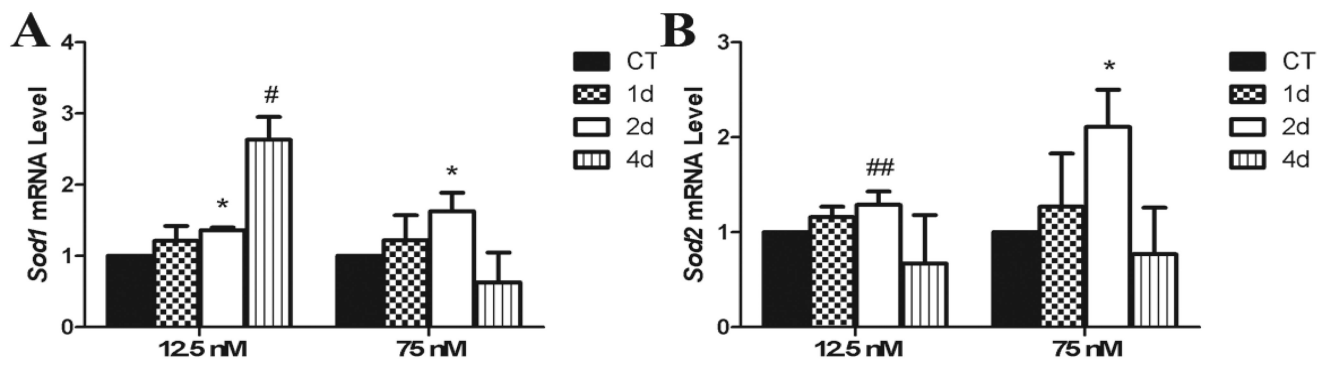 A
Sod1 mRNA Level
4
3
2
1
0
*
#
*
12.5 nM
75 nM
CT
1d
2d
4d
B
Sod2 mRNA Level
3
2
1
0
##
*
12.5 nM
75 nM
CT
1d
2d
4d